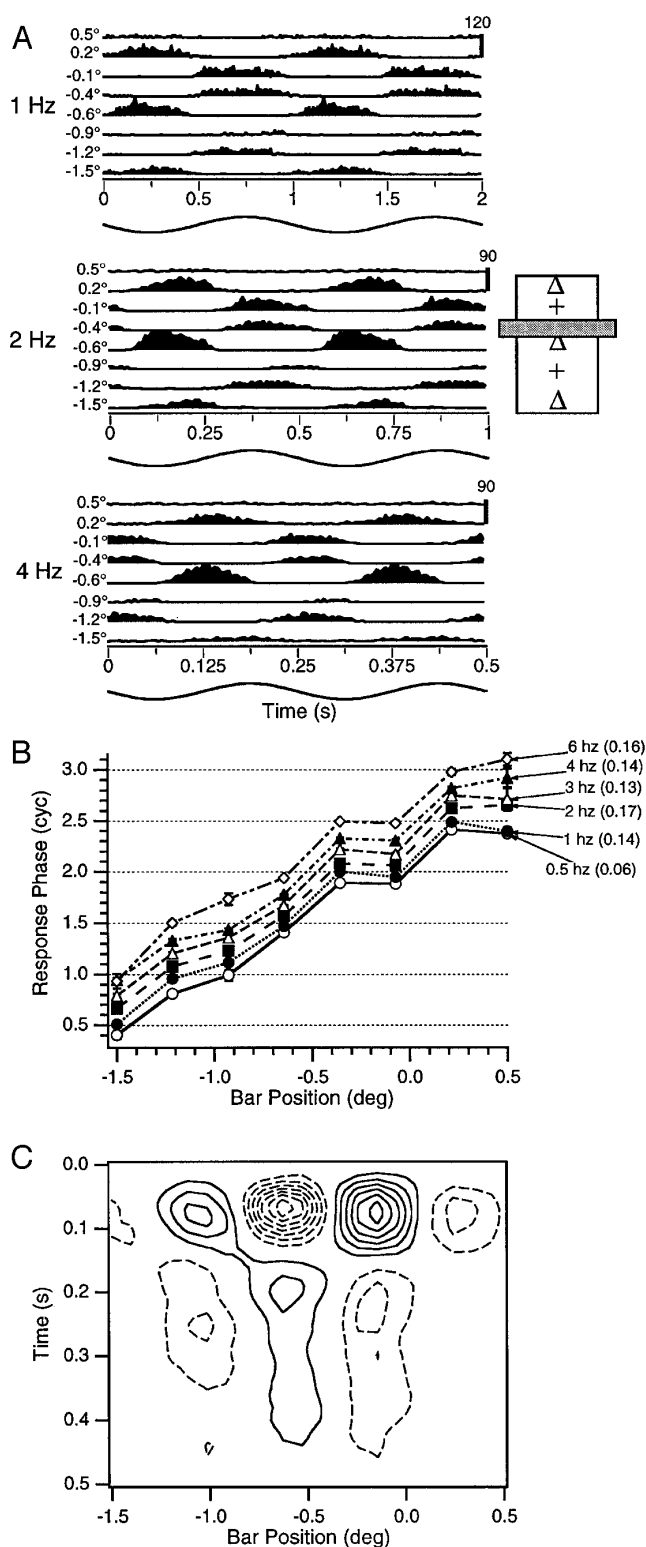 A
120
0.5°
0.2°
-0.1°
-0.4°
1 Hz
-0.6°
-0.9°
-1.2°
-1.5°
0 0.5 1 1.5 2
90
0.5°
0.2°
-0.1°
-0.4°
2 Hz
-0.6°
-0.9°
-1.2°
-1.5°
0 0.25 0.5 0.75 1
Δ
+
Δ
+
Δ
90
0.5°
0.2°
-0.1°
-0.4°
4 Hz
-0.6°
-0.9°
-1.2°
-1.5°
0 0.125 0.25 0.375 0.5
Time (s)
B
Response Phase (cyc)
3.0
2.5
2.0
1.5
1.0
0.5
6 hz (0.16)
4 hz (0.14)
3 hz (0.13)
2 hz (0.17)
1 hz (0.14)
0.5 hz (0.06)
-1.5 -1.0 -0.5 0.0 0.5
Bar Position (deg)
C
Time (s)
0.0
0.1
0.2
0.3
0.4
0.5
-1.5 -1.0 -0.5 0.0 0.5
Bar Position (deg)